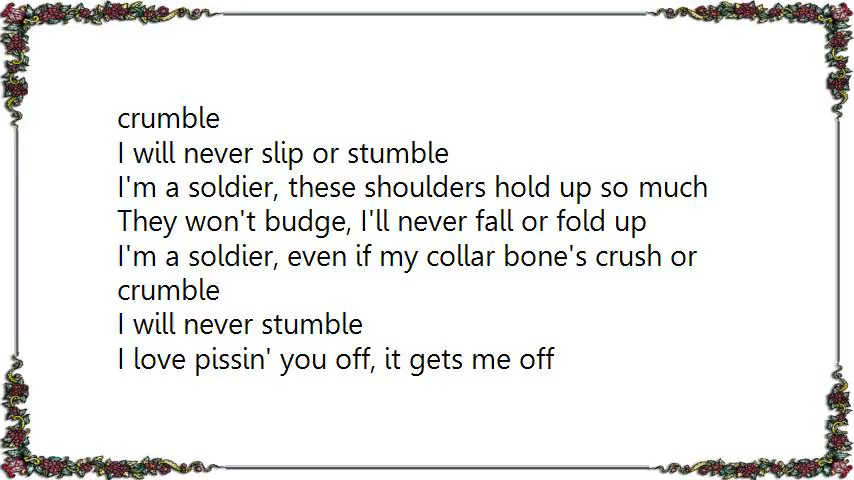 crumble
I will never slip or stumble
I'm a soldier, these shoulders hold up so much
They won't budge, I'll never fall or fold up
I'm a soldier, even if my collar bone's crush or
crumble
I will never stumble
I love pissin' you off, it gets me off